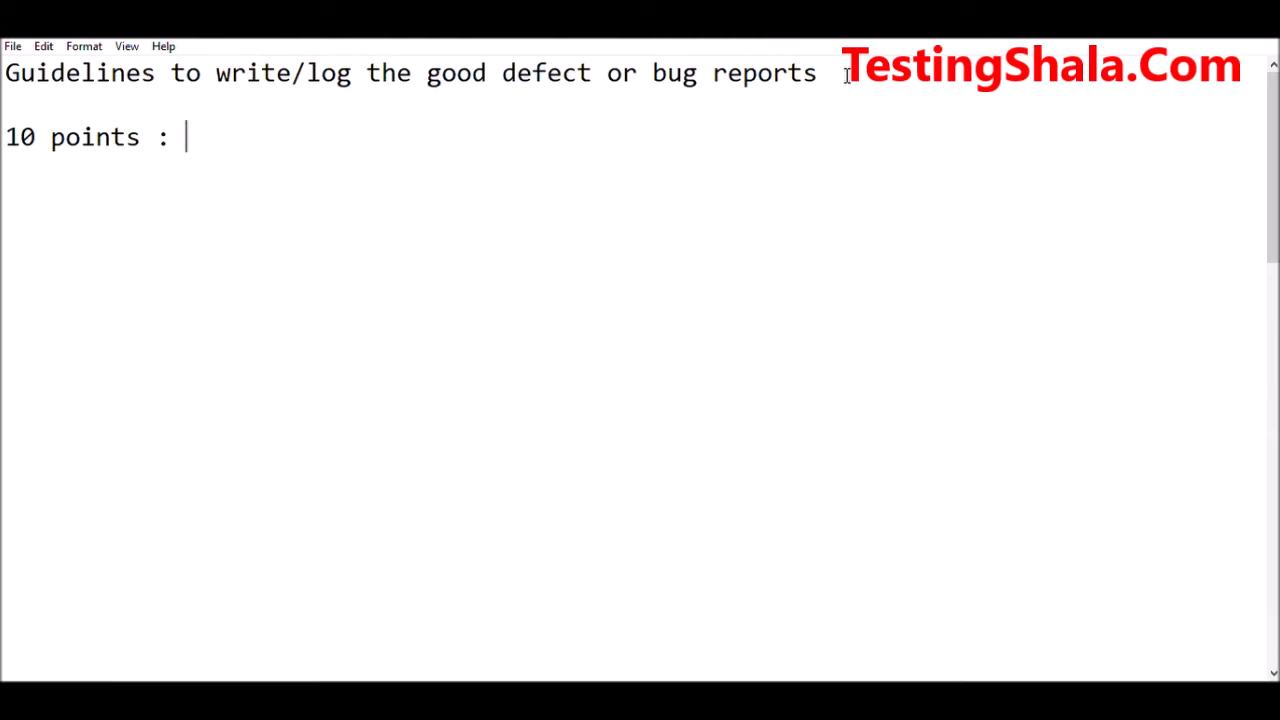 File Edit Format View Help
TestingShala.Com
Guidelines to write/log the good defect or bug reports
10 points :